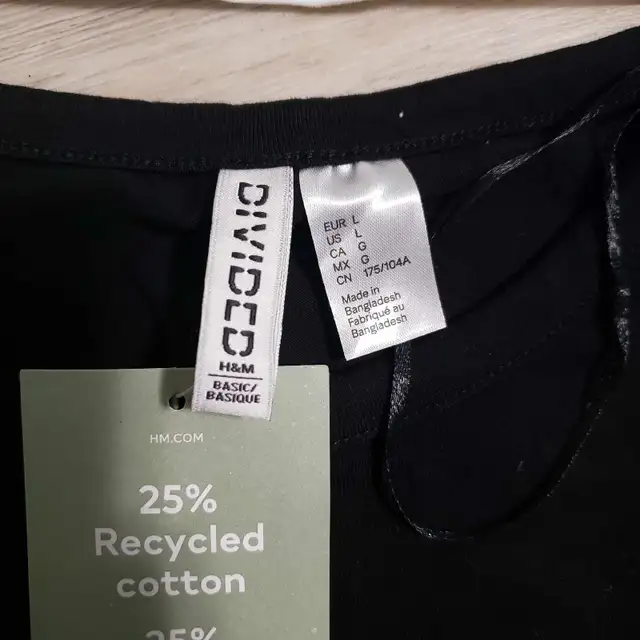 DIVIDED
H&M
BASIC/
BASIQUE
EUR L
US L
CA G
MX G
CN 175/104A
Made in
Bangladesh
Fabriqué au
Bangladesh
HM.COM
25%
Recycled
cotton
25%